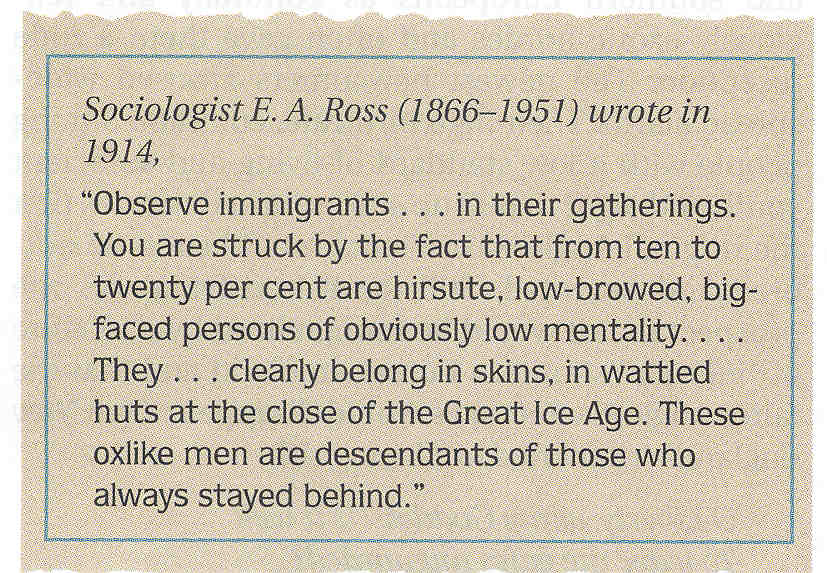 Sociologist E. A. Ross (1866–1951) wrote in
1914,
“Observe immigrants . . . in their gatherings.
You are struck by the fact that from ten to
twenty per cent are hirsute, low-browed, big-
faced persons of obviously low mentality. . . .
They . . . clearly belong in skins, in wattled
huts at the close of the Great Ice Age. These
oxlike men are descendants of those who
always stayed behind.”